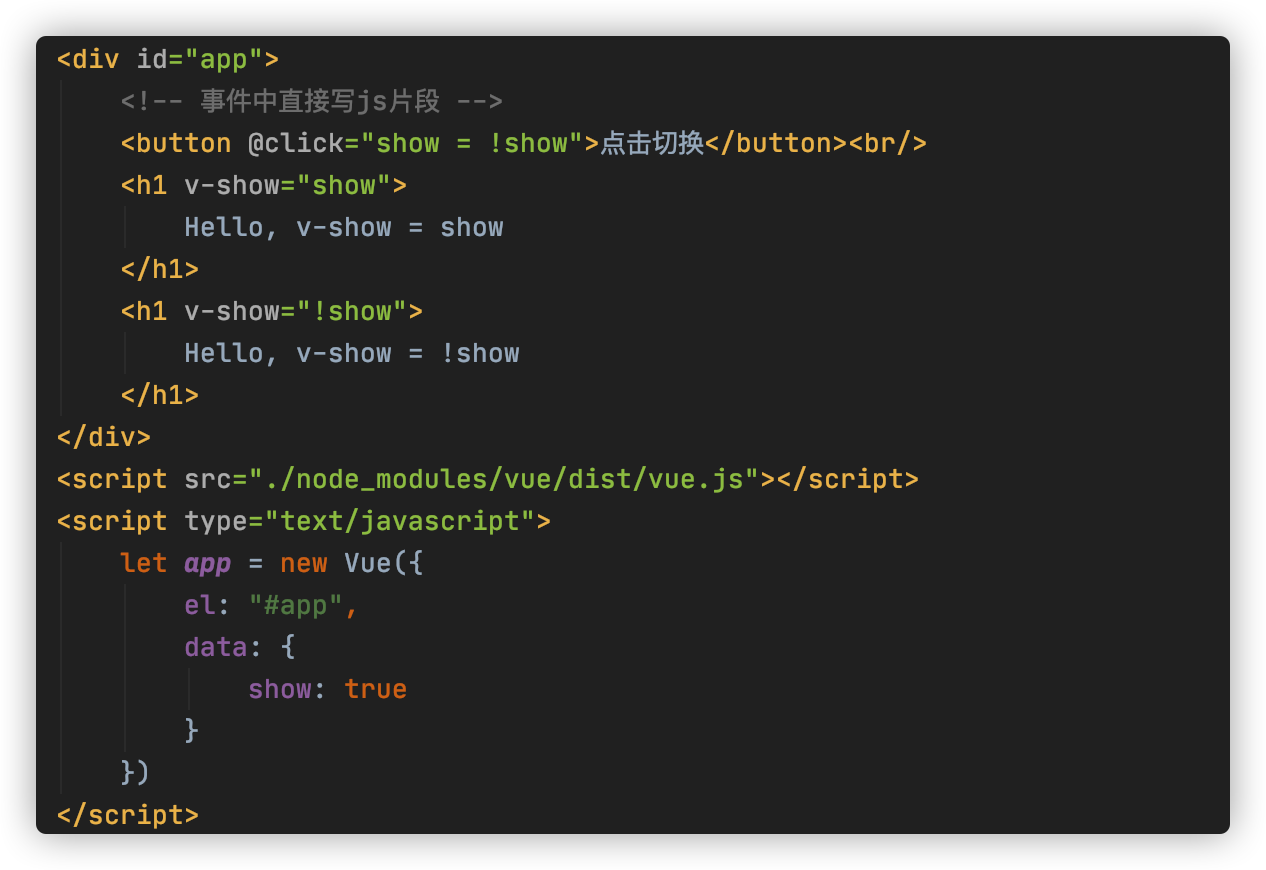 <div id="app">
    <!-- 事件中直接写js片段 -->
    <button @click="show = !show">点击切换</button><br/>
    <h1 v-show="show">
        Hello, v-show = show
    </h1>
    <h1 v-show="!show">
        Hello, v-show = !show
    </h1>
</div>
<script src="./node_modules/vue/dist/vue.js"></script>
<script type="text/javascript">
    let app = new Vue({
        el: "#app",
        data: {
            show: true
        }
    })
</script>